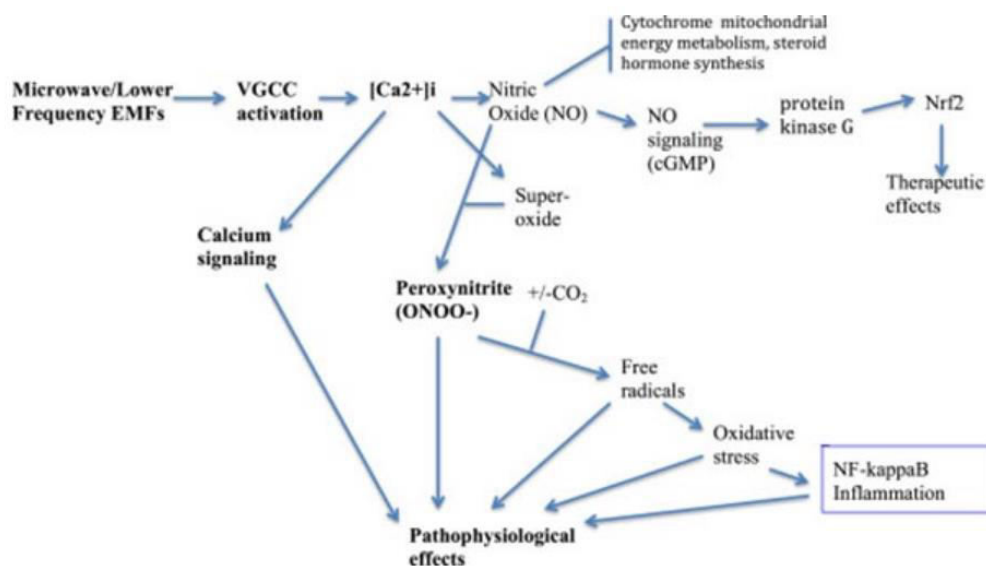 Cytochrome mitochondrial
energy metabolism, steroid
hormone synthesis
Microwave/Lower
Frequency EMFs
VGCC
activation
[Ca2+]i
Nitric
Oxide (NO)
NO
signaling
(cGMP)
protein
kinase G
Nrf2
Therapeutic
effects
Super-
oxide
Calcium
signaling
Peroxynitrite
(ONOO-)
+/-CO₂
Free
radicals
Oxidative
stress
NF-kappaB
Inflammation
Pathophysiological
effects